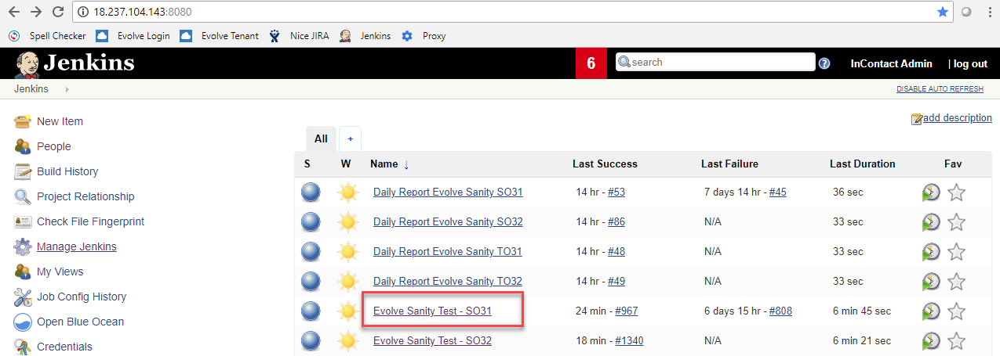 18.237.104.143:8080
Spell Checker Evolve Login Evolve Tenant Nice JIRA Jenkins Proxy
Jenkins 6 search ? InContact Admin | log out
Jenkins DISABLE AUTO REFRESH
add description
New Item
People
Build History
Project Relationship
Check File Fingerprint
Manage Jenkins
My Views
Job Config History
Open Blue Ocean
Credentials
All +
S W Name ↓ Last Success Last Failure Last Duration Fav
Daily Report Evolve Sanity SO31 14 hr - #53 7 days 14 hr - #45 36 sec
Daily Report Evolve Sanity SO32 14 hr - #86 N/A 33 sec
Daily Report Evolve Sanity TO31 14 hr - #48 N/A 33 sec
Daily Report Evolve Sanity TO32 14 hr - #49 N/A 33 sec
Evolve Sanity Test - SO31 24 min - #967 6 days 15 hr - #808 6 min 45 sec
Evolve Sanity Test - SO32 18 min - #1340 N/A 6 min 21 sec